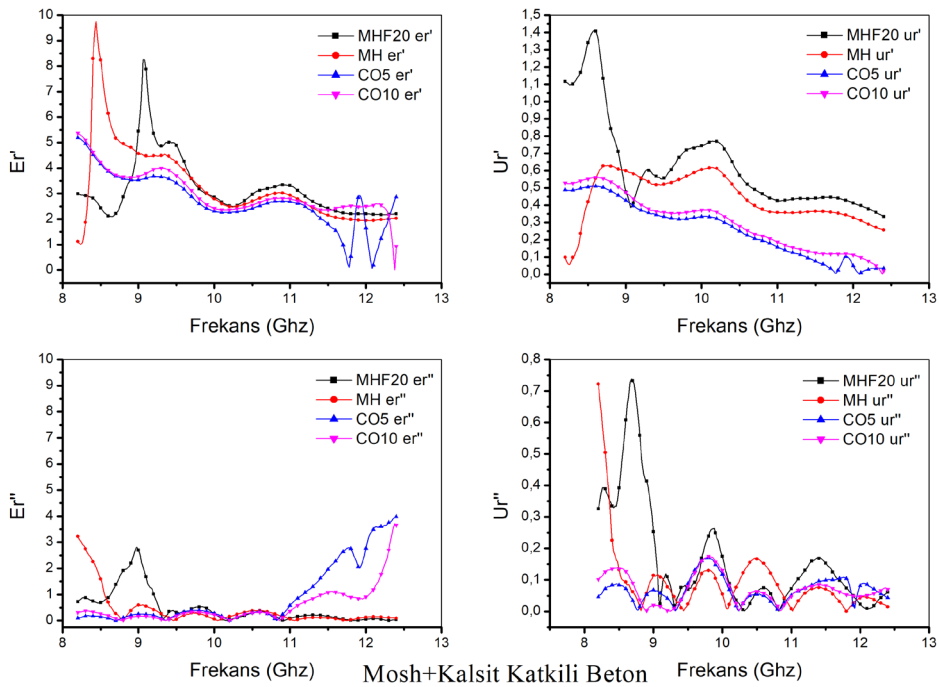 10
9
8
7
6
5
4
3
2
1
0
Er'
MHF20 er'
MH er'
CO5 er'
CO10 er'
8 9 10 11 12 13
Frekans (Ghz)
1,5
1,4
1,3
1,2
1,1
1,0
0,9
0,8
0,7
0,6
0,5
0,4
0,3
0,2
0,1
0,0
Ur'
MHF20 ur'
MH ur'
CO5 ur'
CO10 ur'
8 9 10 11 12 13
Frekans (Ghz)
10
9
8
7
6
5
4
3
2
1
0
Er"
MHF20 er"
MH er"
CO5 er"
CO10 er"
8 9 10 11 12 13
Frekans (Ghz)
0,8
0,7
0,6
0,5
0,4
0,3
0,2
0,1
0,0
Ur"
MHF20 ur"
MH ur"
CO5 ur"
CO10 ur"
8 9 10 11 12 13
Frekans (Ghz)
Mosh+Kalsit Katkili Beton